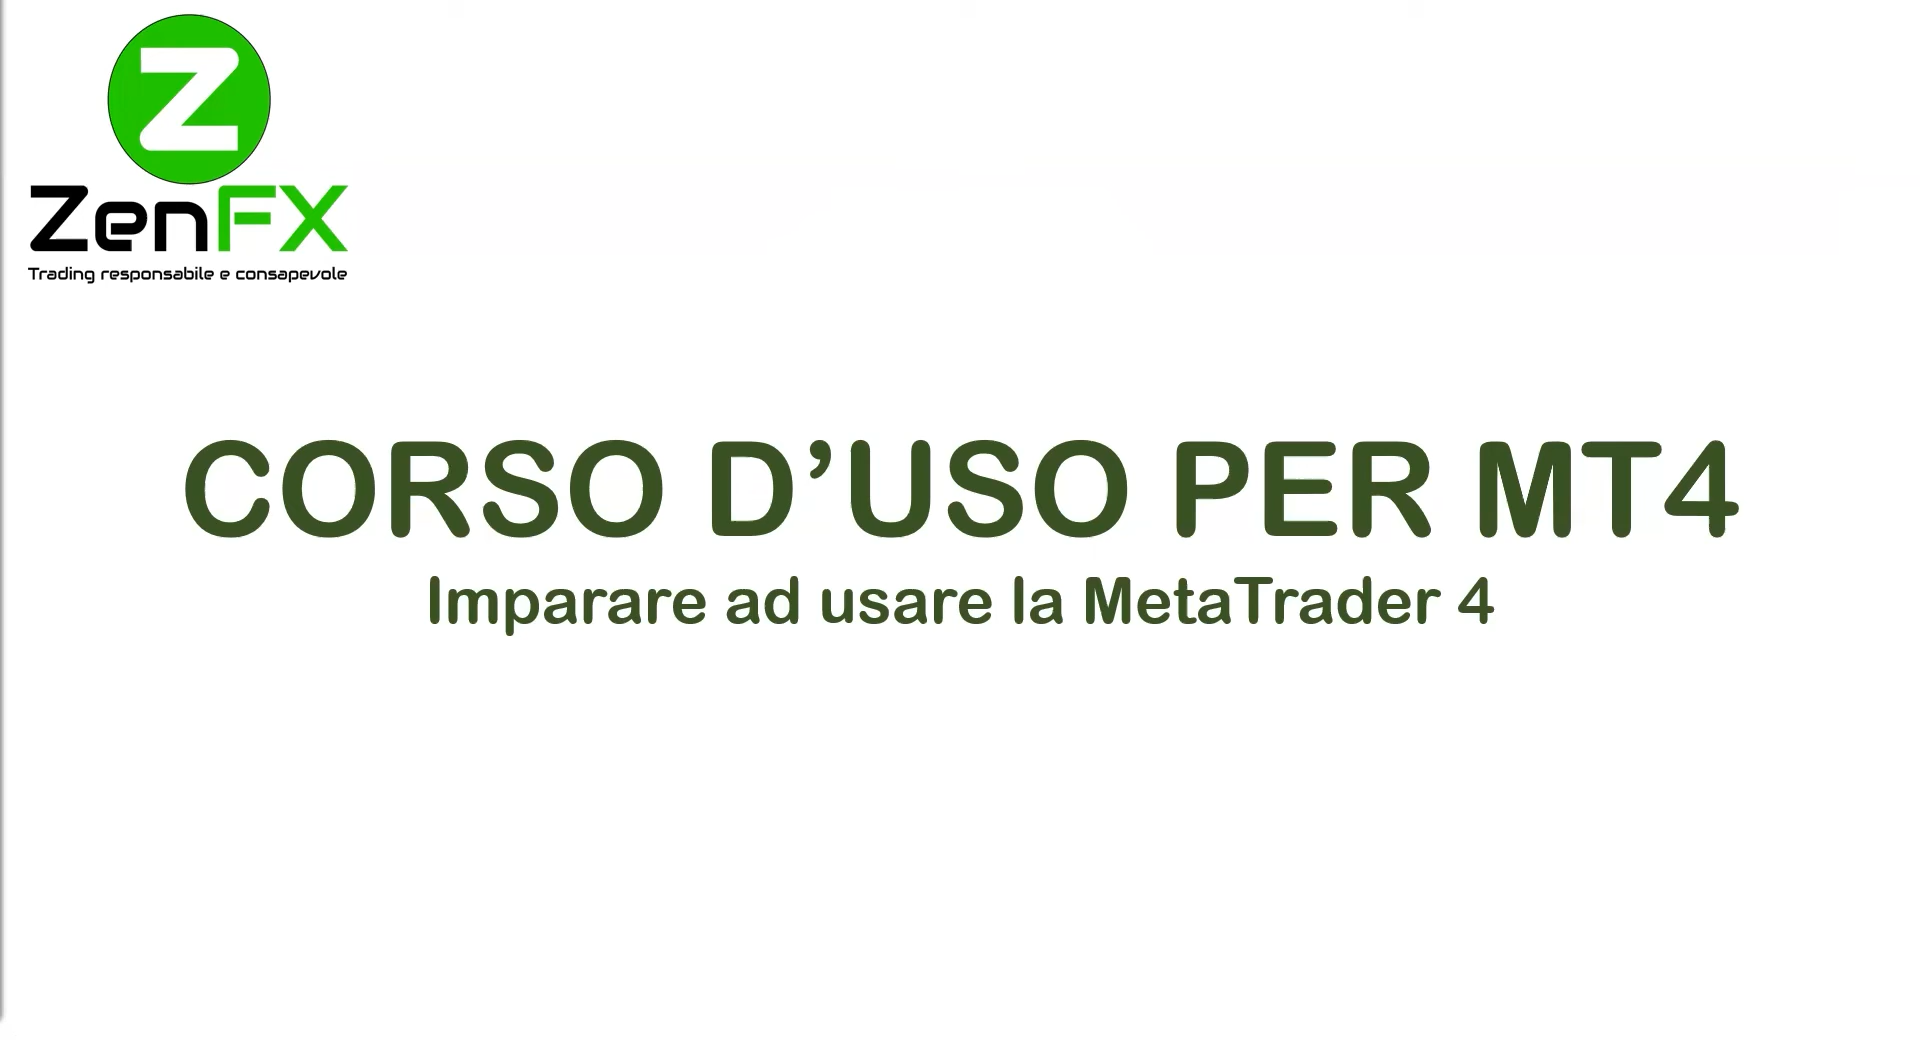 Z
ZenFX
Trading responsabile e consapevole
CORSO D’USO PER MT4
Imparare ad usare la MetaTrader 4